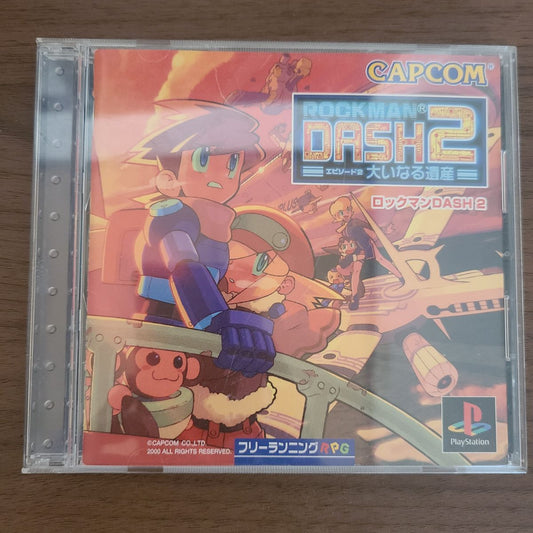 CAPCOM®
ROCKMAN®
DASH2
エピソード2 大いなる遺産
ロックマンDASH 2
©CAPCOM CO.,LTD.
2000 ALL RIGHTS RESERVED.
フリーランニングRPG
PlayStation